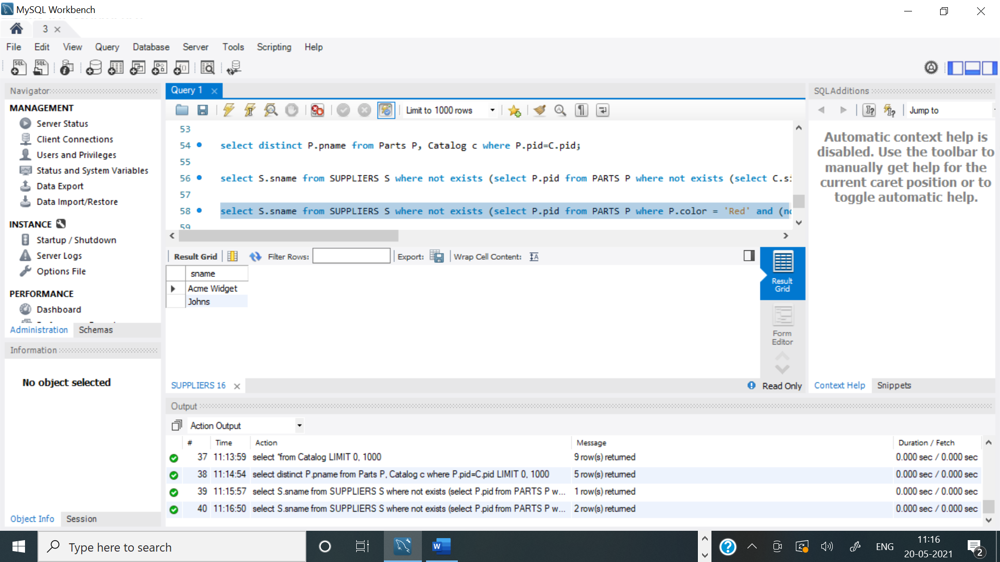 MySQL Workbench
3
File Edit View Query Database Server Tools Scripting Help
Navigator
MANAGEMENT
Server Status
Client Connections
Users and Privileges
Status and System Variables
Data Export
Data Import/Restore
INSTANCE
Startup / Shutdown
Server Logs
Options File
PERFORMANCE
Dashboard
Administration Schemas
Information
No object selected
Object Info Session
Query 1
Limit to 1000 rows
53
54 select distinct P.pname from Parts P, Catalog c where P.pid=C.pid;
55
56 select S.sname from SUPPLIERS S where not exists (select P.pid from PARTS P where not exists (select C.si
57
58 select S.sname from SUPPLIERS S where not exists (select P.pid from PARTS P where P.color = 'Red' and (no
59
Result Grid Filter Rows: Export: Wrap Cell Content:
sname
Acme Widget
Johns
Result Grid
Form Editor
SUPPLIERS 16
Read Only
SQLAdditions
Jump to
Automatic context help is
disabled. Use the toolbar to
manually get help for the
current caret position or to
toggle automatic help.
Context Help Snippets
Output
Action Output
# Time Action Message Duration / Fetch
37 11:13:59 select *from Catalog LIMIT 0, 1000 9 row(s) returned 0.000 sec / 0.000 sec
38 11:14:54 select distinct P.pname from Parts P, Catalog c where P.pid=C.pid LIMIT 0, 1000 5 row(s) returned 0.000 sec / 0.000 sec
39 11:15:57 select S.sname from SUPPLIERS S where not exists (select P.pid from PARTS P w... 1 row(s) returned 0.000 sec / 0.000 sec
40 11:16:50 select S.sname from SUPPLIERS S where not exists (select P.pid from PARTS P w... 2 row(s) returned 0.000 sec / 0.000 sec
Type here to search
ENG
11:16
20-05-2021
2